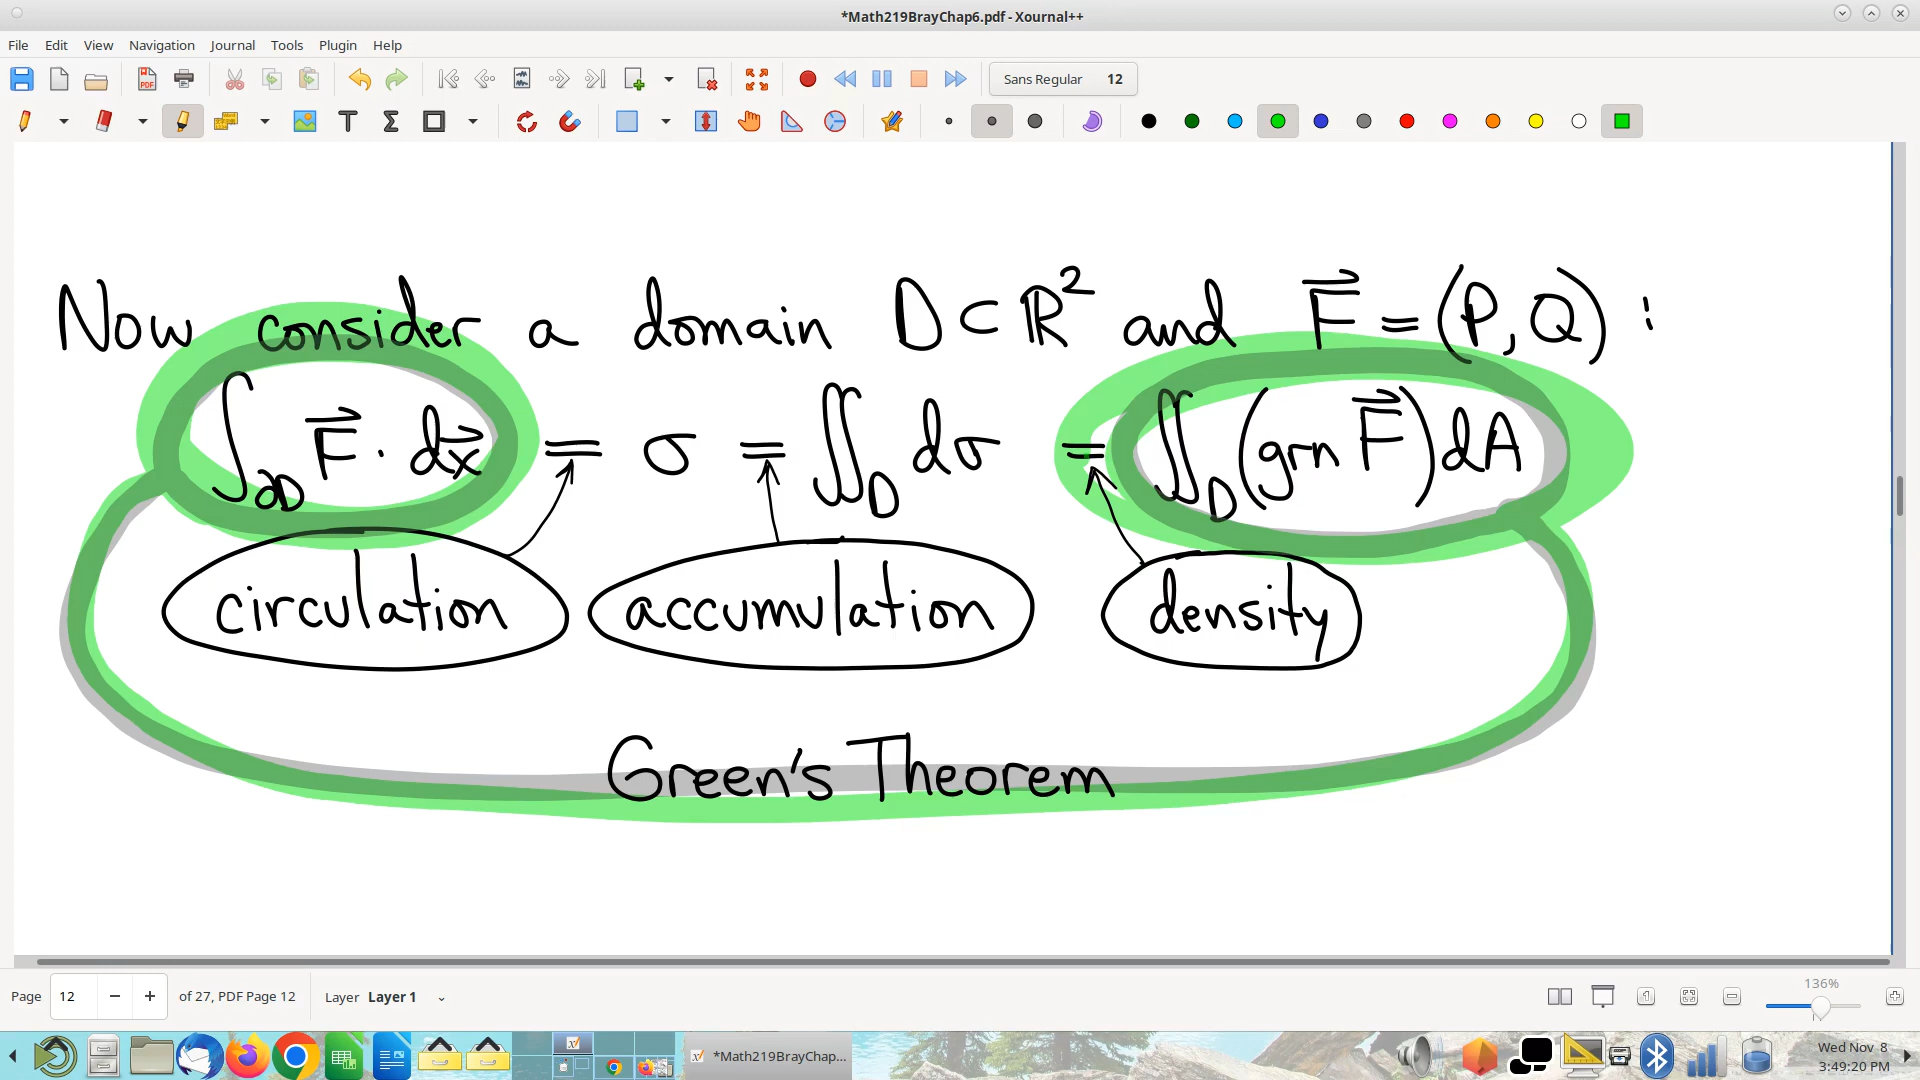 *Math219BrayChap6.pdf - Xournal++
File Edit View Navigation Journal Tools Plugin Help
Sans Regular 12
Now consider a domain D ⊂ ℝ² and F⃗ = (P, Q) :
∫_∂D F⃗ · dx⃗ = σ = ∬_D dσ = ∬_D (grn F⃗) dA
circulation accumulation density
Green's Theorem
136%
Page 12 of 27, PDF Page 12 Layer Layer 1
*Math219BrayChap...
Wed Nov 8
3:49:20 PM